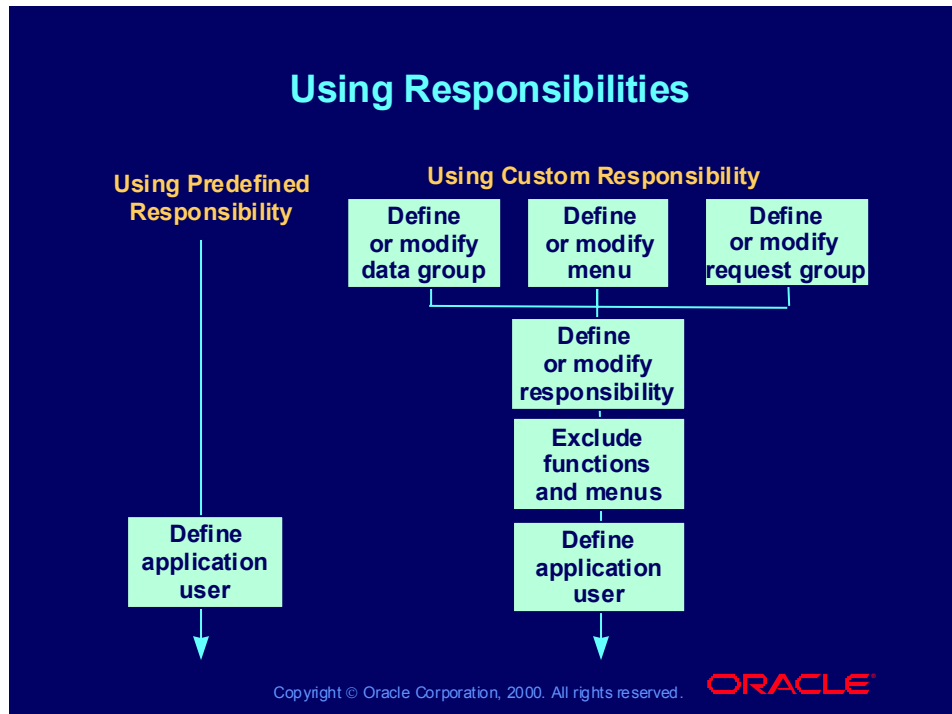 Using Responsibilities
Using Predefined
Responsibility
Using Custom Responsibility
Define
or modify
data group
Define
or modify
menu
Define
or modify
request group
Define
or modify
responsibility
Exclude
functions
and menus
Define
application
user
Define
application
user
Copyright © Oracle Corporation, 2000. All rights reserved.
ORACLE®